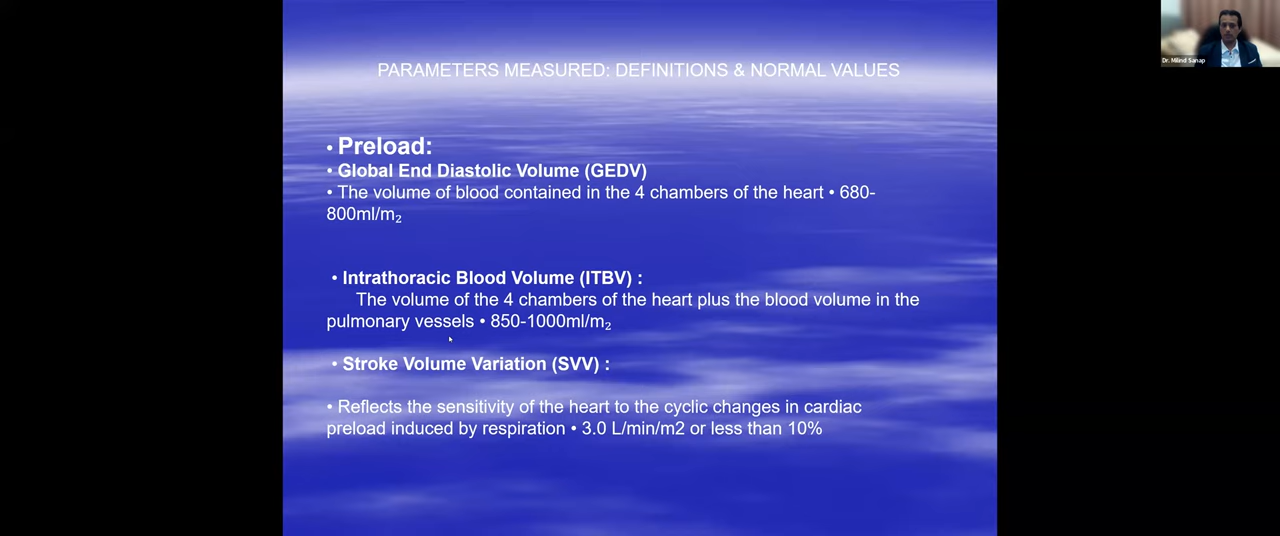 Dr. Milind Sanap
PARAMETERS MEASURED: DEFINITIONS & NORMAL VALUES
• Preload:
• Global End Diastolic Volume (GEDV)
• The volume of blood contained in the 4 chambers of the heart • 680-
800ml/m₂
• Intrathoracic Blood Volume (ITBV) :
The volume of the 4 chambers of the heart plus the blood volume in the
pulmonary vessels • 850-1000ml/m₂
• Stroke Volume Variation (SVV) :
• Reflects the sensitivity of the heart to the cyclic changes in cardiac
preload induced by respiration • 3.0 L/min/m2 or less than 10%